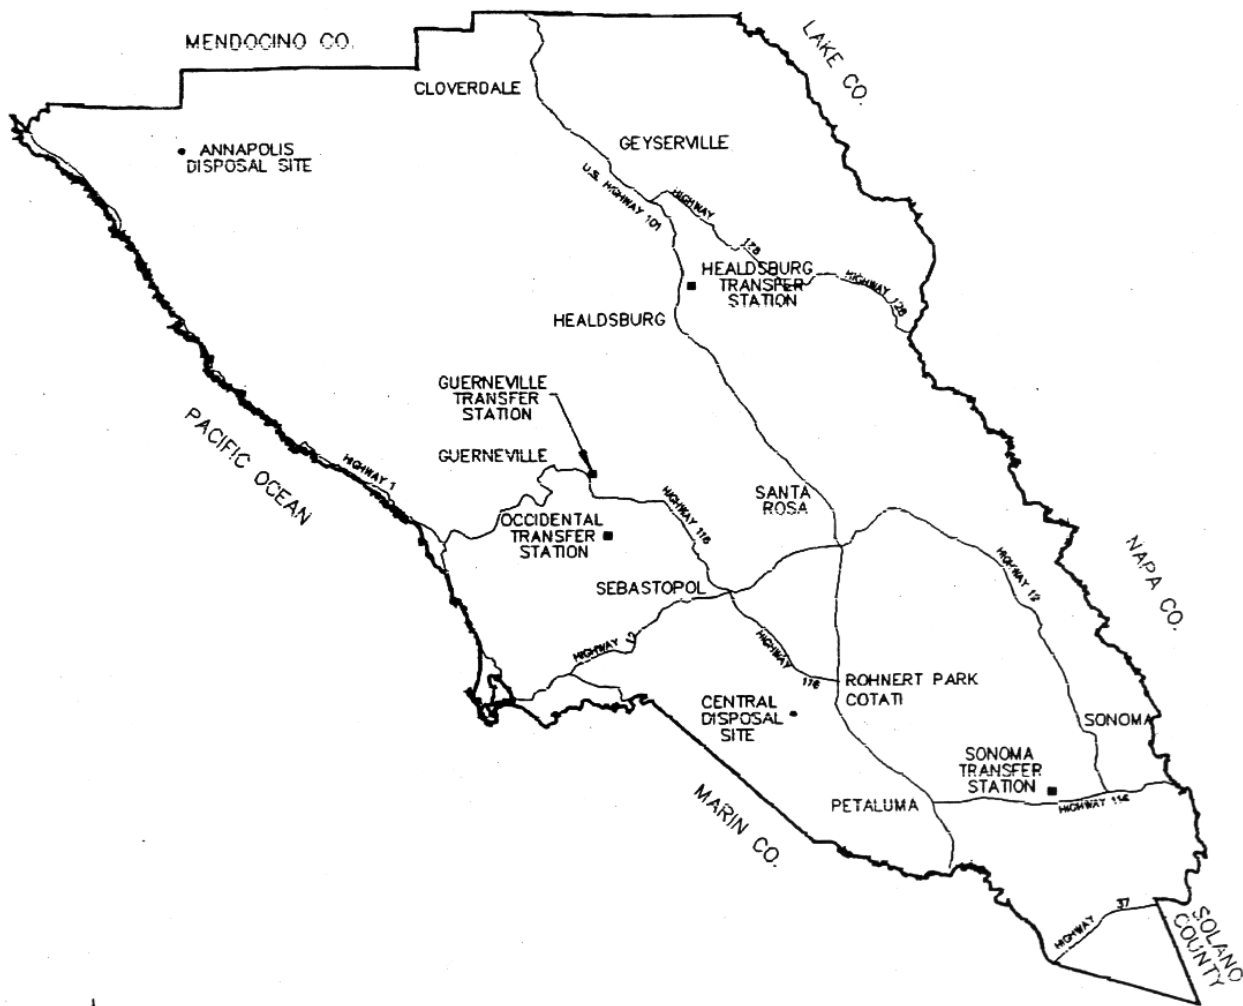 MENDOCINO CO.
LAKE CO.
CLOVERDALE
ANNAPOLIS
DISPOSAL SITE
GEYSERVILLE
U.S. HIGHWAY 101
HIGHWAY
128
HEALDSBURG
TRANSFER
STATION
HIGHWAY 128
HEALDSBURG
GUERNEVILLE
TRANSFER
STATION
PACIFIC OCEAN
HIGHWAY 1
GUERNEVILLE
HIGHWAY 116
SANTA
ROSA
OCCIDENTAL
TRANSFER
STATION
HIGHWAY 12
NAPA CO.
SEBASTOPOL
HIGHWAY 12
HIGHWAY
116
ROHNERT PARK
COTATI
CENTRAL
DISPOSAL
SITE
SONOMA
SONOMA
TRANSFER
STATION
MARIN CO.
PETALUMA
HIGHWAY 116
HIGHWAY 37
SOLANO
COUNTY